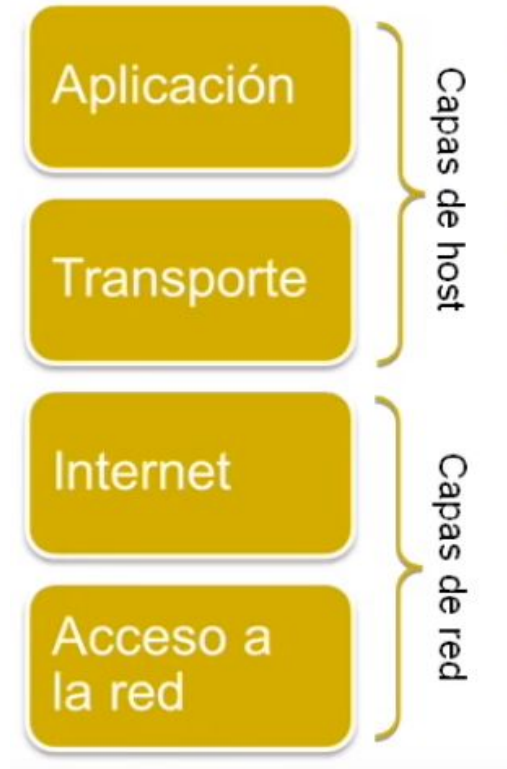 Aplicación
Transporte
Capas de host
Internet
Acceso a
la red
Capas de red